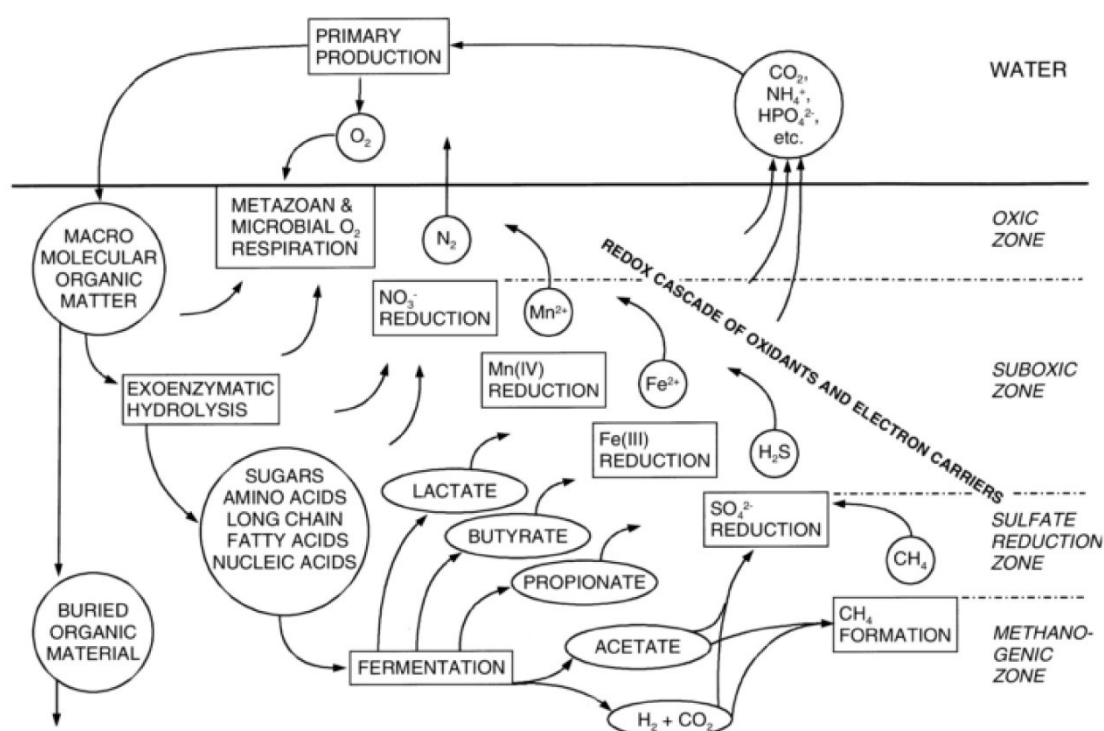 PRIMARY
PRODUCTION
WATER
CO₂,
NH₄⁺,
HPO₄²⁻,
etc.
O₂
METAZOAN &
MICROBIAL O₂
RESPIRATION
N₂
OXIC
ZONE
MACRO
MOLECULAR
ORGANIC
MATTER
REDOX CASCADE OF OXIDANTS AND ELECTRON CARRIERS
NO₃⁻
REDUCTION
Mn²⁺
EXOENZYMATIC
HYDROLYSIS
Mn(IV)
REDUCTION
Fe²⁺
SUBOXIC
ZONE
Fe(III)
REDUCTION
H₂S
SUGARS
AMINO ACIDS
LONG CHAIN
FATTY ACIDS
NUCLEIC ACIDS
LACTATE
BUTYRATE
PROPIONATE
SO₄²⁻
REDUCTION
CH₄
SULFATE
REDUCTION
ZONE
BURIED
ORGANIC
MATERIAL
FERMENTATION
ACETATE
H₂ + CO₂
CH₄
FORMATION
METHANO-
GENIC
ZONE